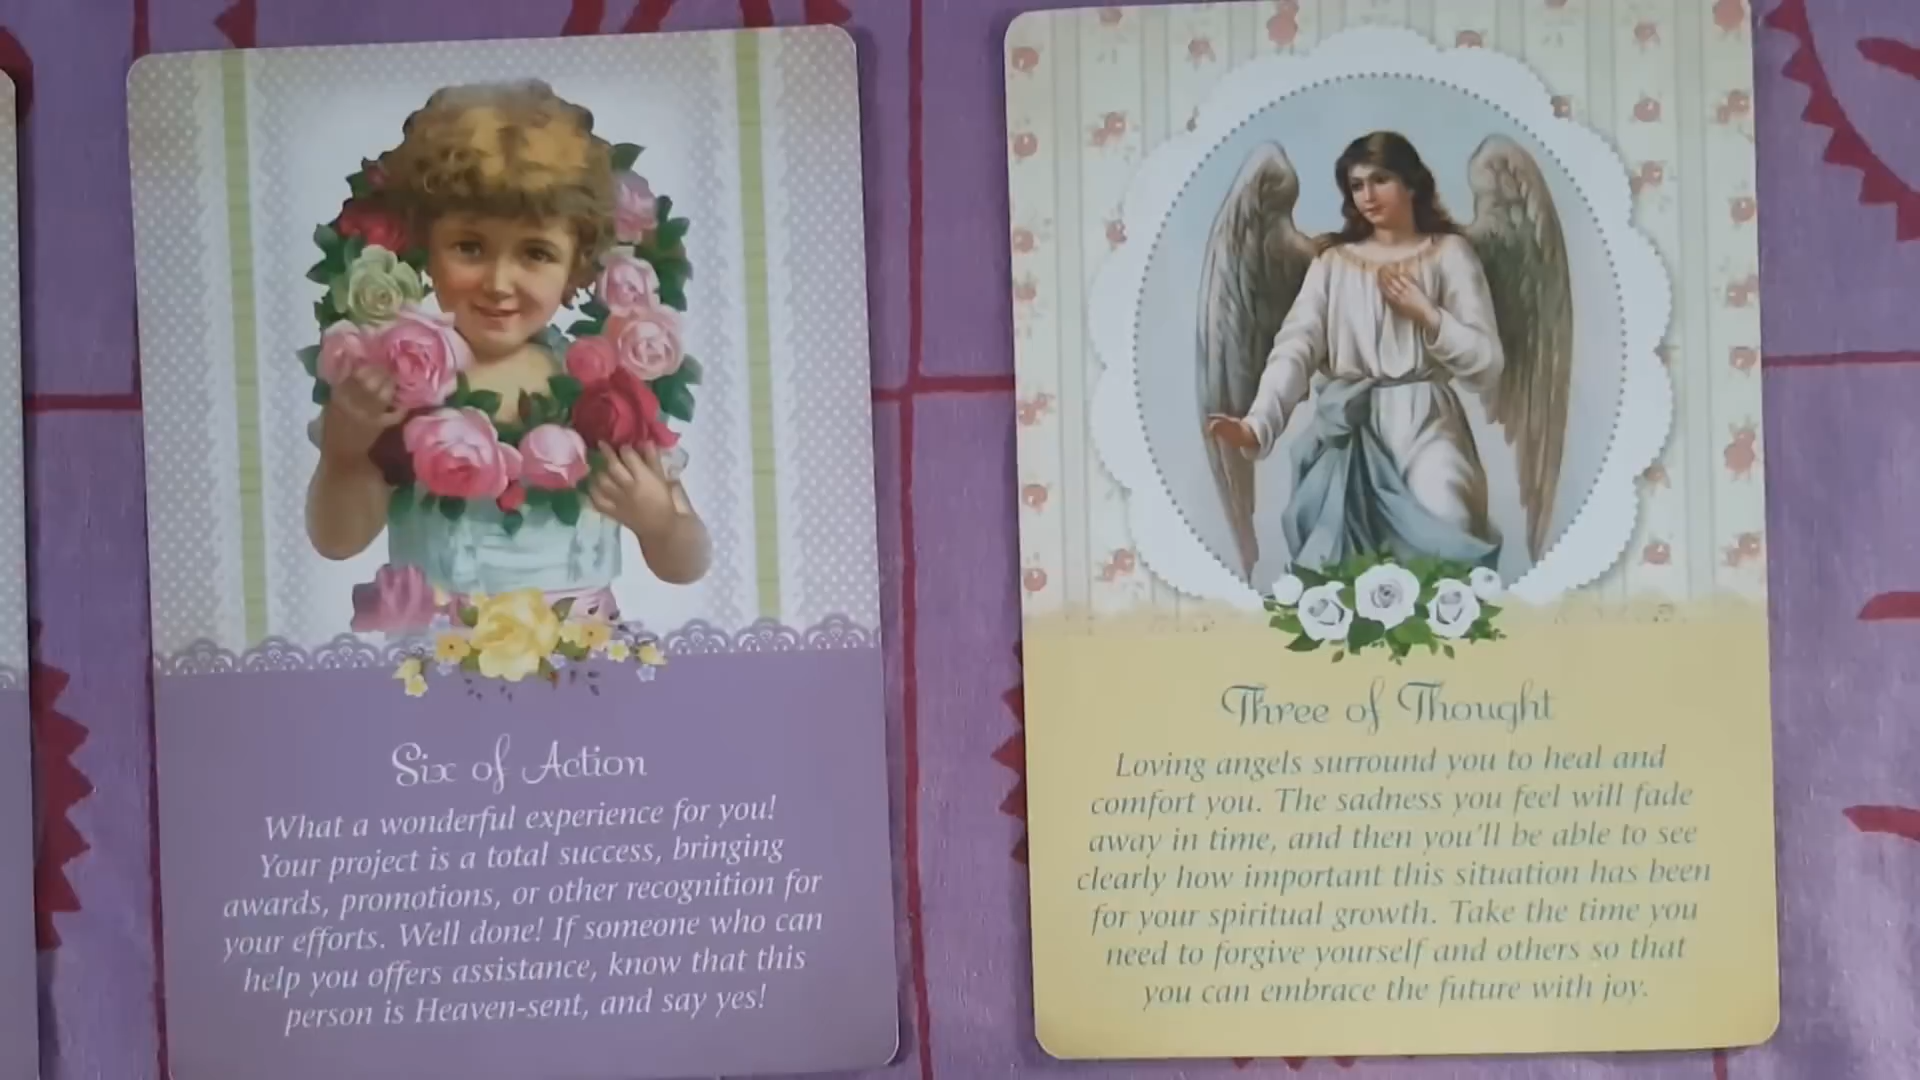 Six of Action
What a wonderful experience for you!
Your project is a total success, bringing
awards, promotions, or other recognition for
your efforts. Well done! If someone who can
help you offers assistance, know that this
person is Heaven-sent, and say yes!
Three of Thought
Loving angels surround you to heal and
comfort you. The sadness you feel will fade
away in time, and then you'll be able to see
clearly how important this situation has been
for your spiritual growth. Take the time you
need to forgive yourself and others so that
you can embrace the future with joy.